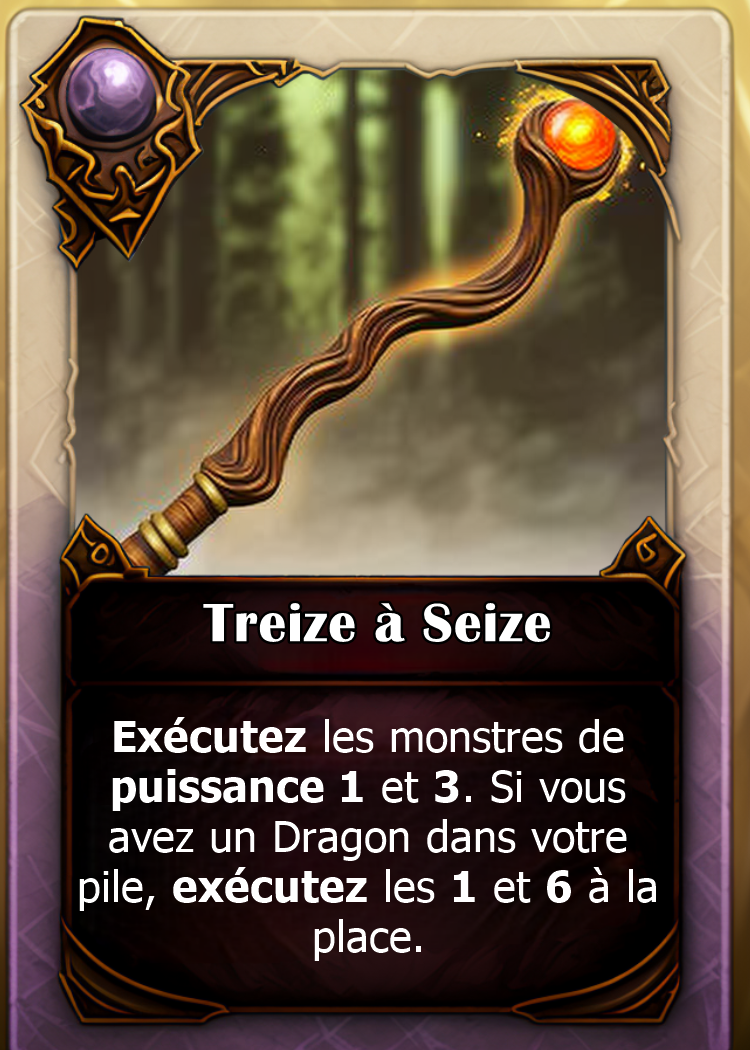 Treize à Seize
Exécutez les monstres de
puissance 1 et 3. Si vous
avez un Dragon dans votre
pile, exécutez les 1 et 6 à la
place.